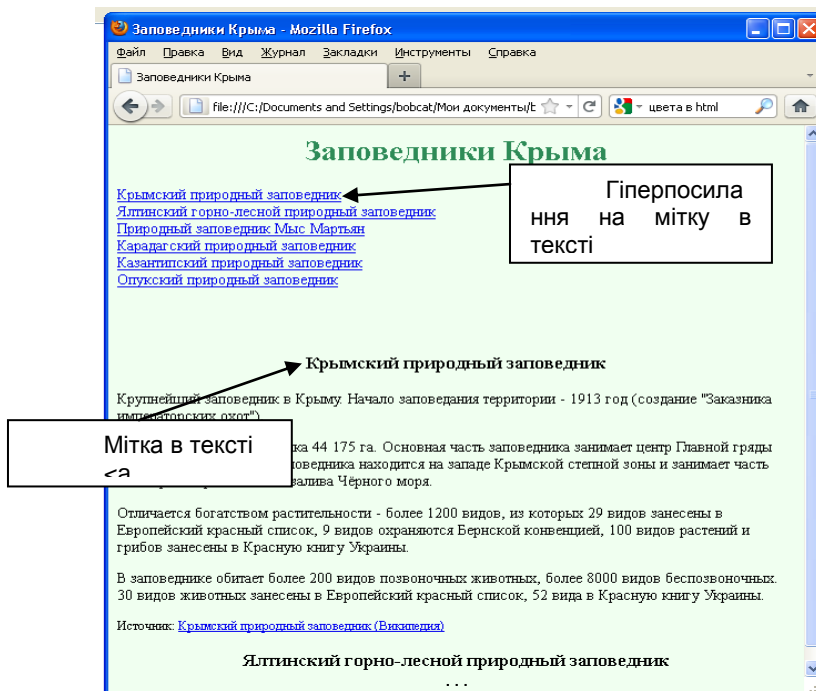 Заповедники Крыма - Mozilla Firefox
Файл Правка Вид Журнал Закладки Инструменты Справка
Заповедники Крыма
file:///C:/Documents and Settings/bobcat/Мои документы/t
цвета в html
Заповедники Крыма
Крымский природный заповедник
Ялтинский горно-лесной природный заповедник
Природный заповедник Мыс Мартьян
Карадагский природный заповедник
Казантипский природный заповедник
Опукский природный заповедник
Гіперпосила
ння на мітку в
тексті
Крымский природный заповедник
Крупнейший заповедник в Крыму. Начало заповедания территории - 1913 год (создание "Заказника
императорских охот")
Мітка в тексті
<а
ка 44 175 га. Основная часть заповедника занимает центр Главной гряды
поведника находится на западе Крымской степной зоны и занимает часть
залива Чёрного моря.
Отличается богатством растительности - более 1200 видов, из которых 29 видов занесены в
Европейский красный список, 9 видов охраняются Бернской конвенцией, 100 видов растений и
грибов занесены в Красную книгу Украины.
В заповеднике обитает более 200 видов позвоночных животных, более 8000 видов беспозвоночных.
30 видов животных занесены в Европейский красный список, 52 вида в Красную книгу Украины.
Источник: Крымский природный заповедник (Википедия)
Ялтинский горно-лесной природный заповедник
. . .